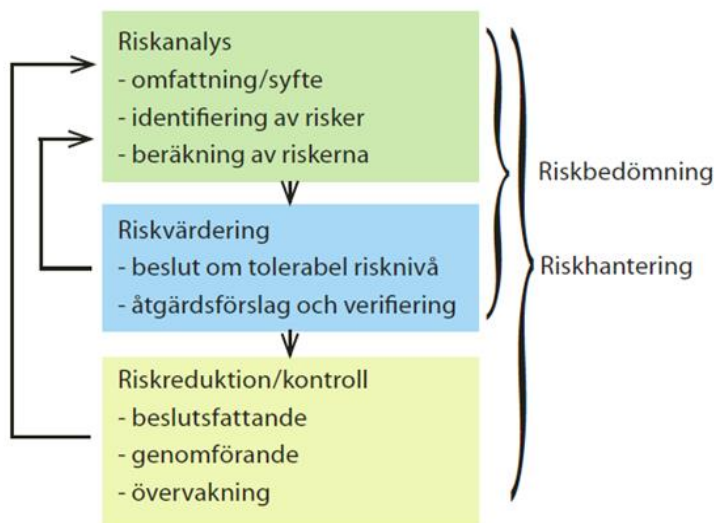 Riskanalys
- omfattning/syfte
- identifiering av risker
- beräkning av riskerna
Riskbedömning
Riskvärdering
- beslut om tolerabel risknivå
- åtgärdsförslag och verifiering
Riskhantering
Riskreduktion/kontroll
- beslutsfattande
- genomförande
- övervakning